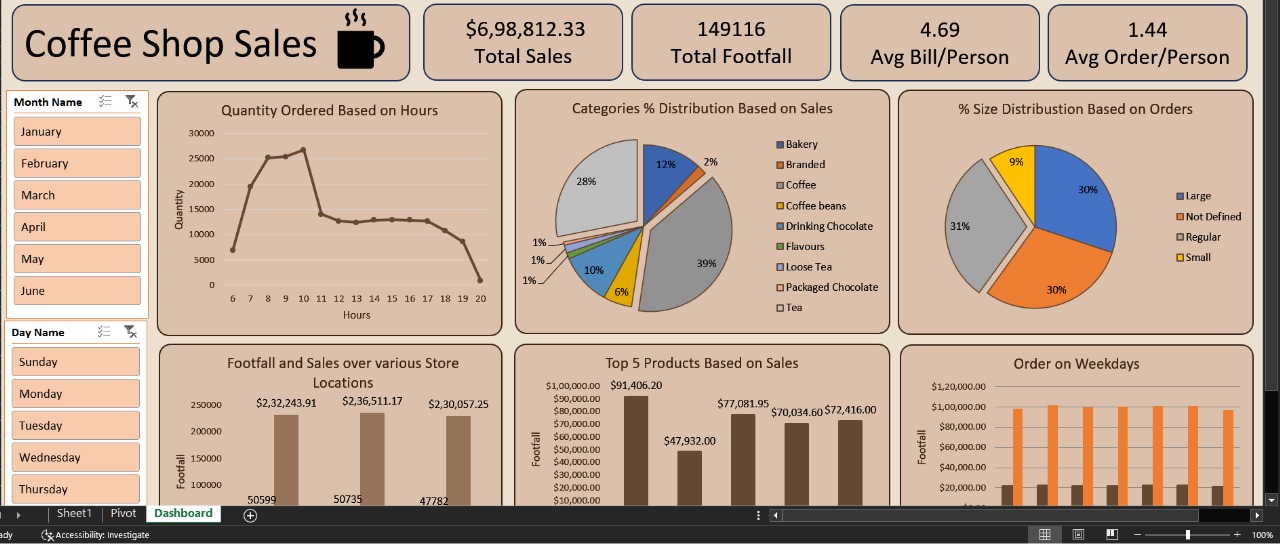 Coffee Shop Sales
$6,98,812.33
Total Sales
149116
Total Footfall
4.69
Avg Bill/Person
1.44
Avg Order/Person
Month Name
January
February
March
April
May
June
Day Name
Sunday
Monday
Tuesday
Wednesday
Thursday
Quantity Ordered Based on Hours
30000
25000
20000
15000
10000
5000
0
Quantity
6 7 8 9 10 11 12 13 14 15 16 17 18 19 20
Hours
Categories % Distribution Based on Sales
12%
2%
39%
6%
10%
1%
1%
1%
28%
Bakery
Branded
Coffee
Coffee beans
Drinking Chocolate
Flavours
Loose Tea
Packaged Chocolate
Tea
% Size Distribustion Based on Orders
30%
30%
31%
9%
Large
Not Defined
Regular
Small
Footfall and Sales over various Store
Locations
250000
200000
150000
100000
Footfall
$2,32,243.91
$2,36,511.17
$2,30,057.25
50599
50735
47782
Top 5 Products Based on Sales
$1,00,000.00
$90,000.00
$80,000.00
$70,000.00
$60,000.00
$50,000.00
$40,000.00
$30,000.00
$20,000.00
$10,000.00
Footfall
$91,406.20
$47,932.00
$77,081.95
$70,034.60
$72,416.00
Order on Weekdays
$1,20,000.00
$1,00,000.00
$80,000.00
$60,000.00
$40,000.00
$20,000.00
Footfall
Sheet1
Pivot
Dashboard
ady
Accessibility: Investigate
100%